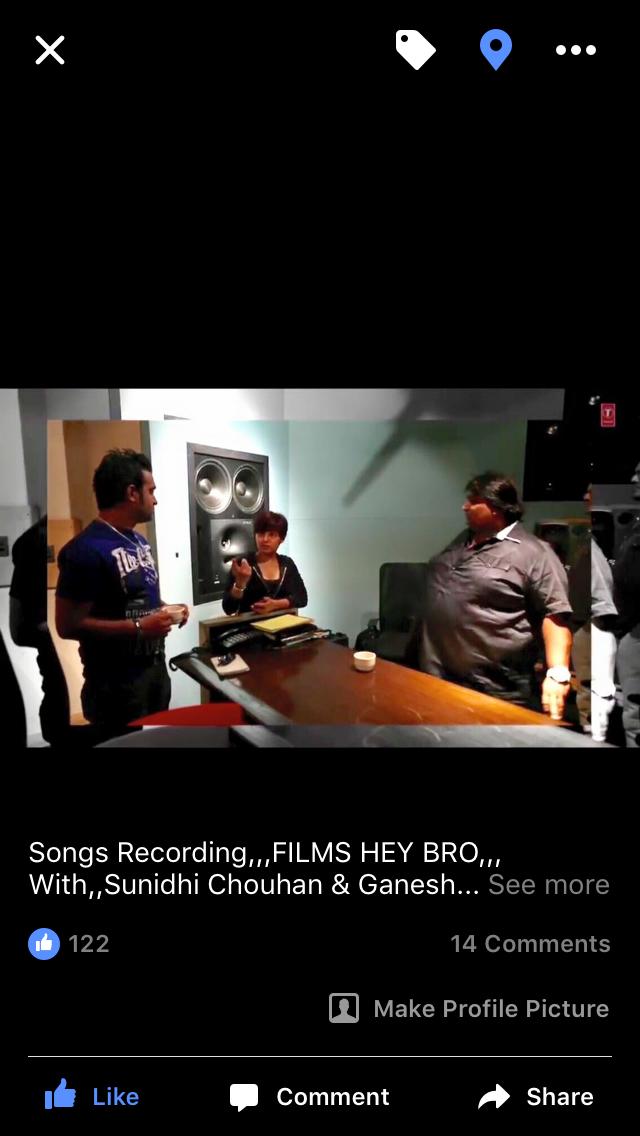 Songs Recording,,,FILMS HEY BRO,,,
With,,Sunidhi Chouhan & Ganesh... See more
122
14 Comments
Make Profile Picture
Like
Comment
Share